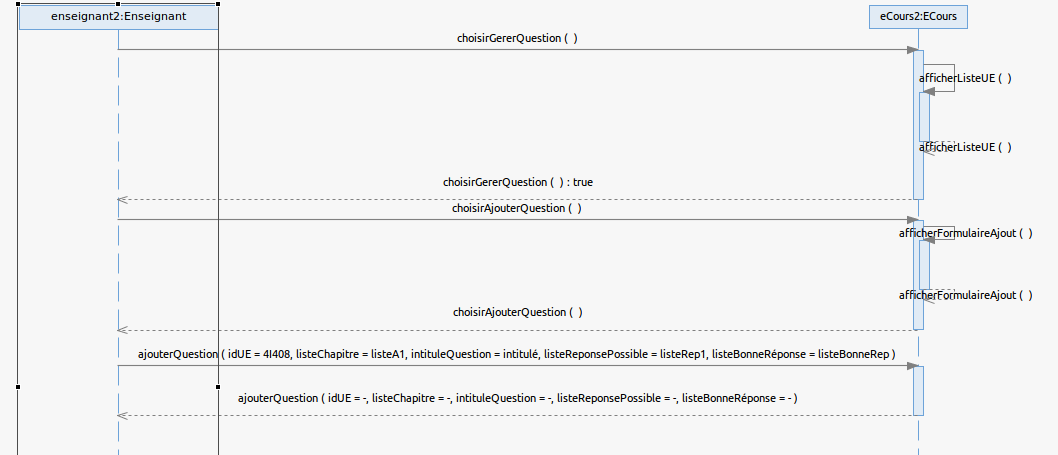 enseignant2:Enseignant
eCours2:ECours
choisirGererQuestion ( )
afficherListeUE ( )
afficherListeUE ( )
choisirGererQuestion ( ) : true
choisirAjouterQuestion ( )
afficherFormulaireAjout ( )
afficherFormulaireAjout ( )
choisirAjouterQuestion ( )
ajouterQuestion ( idUE = 4I408, listeChapitre = listeA1, intituleQuestion = intitulé, listeReponsePossible = listeRep1, listeBonneRéponse = listeBonneRep )
ajouterQuestion ( idUE = -, listeChapitre = -, intituleQuestion = -, listeReponsePossible = -, listeBonneRéponse = - )